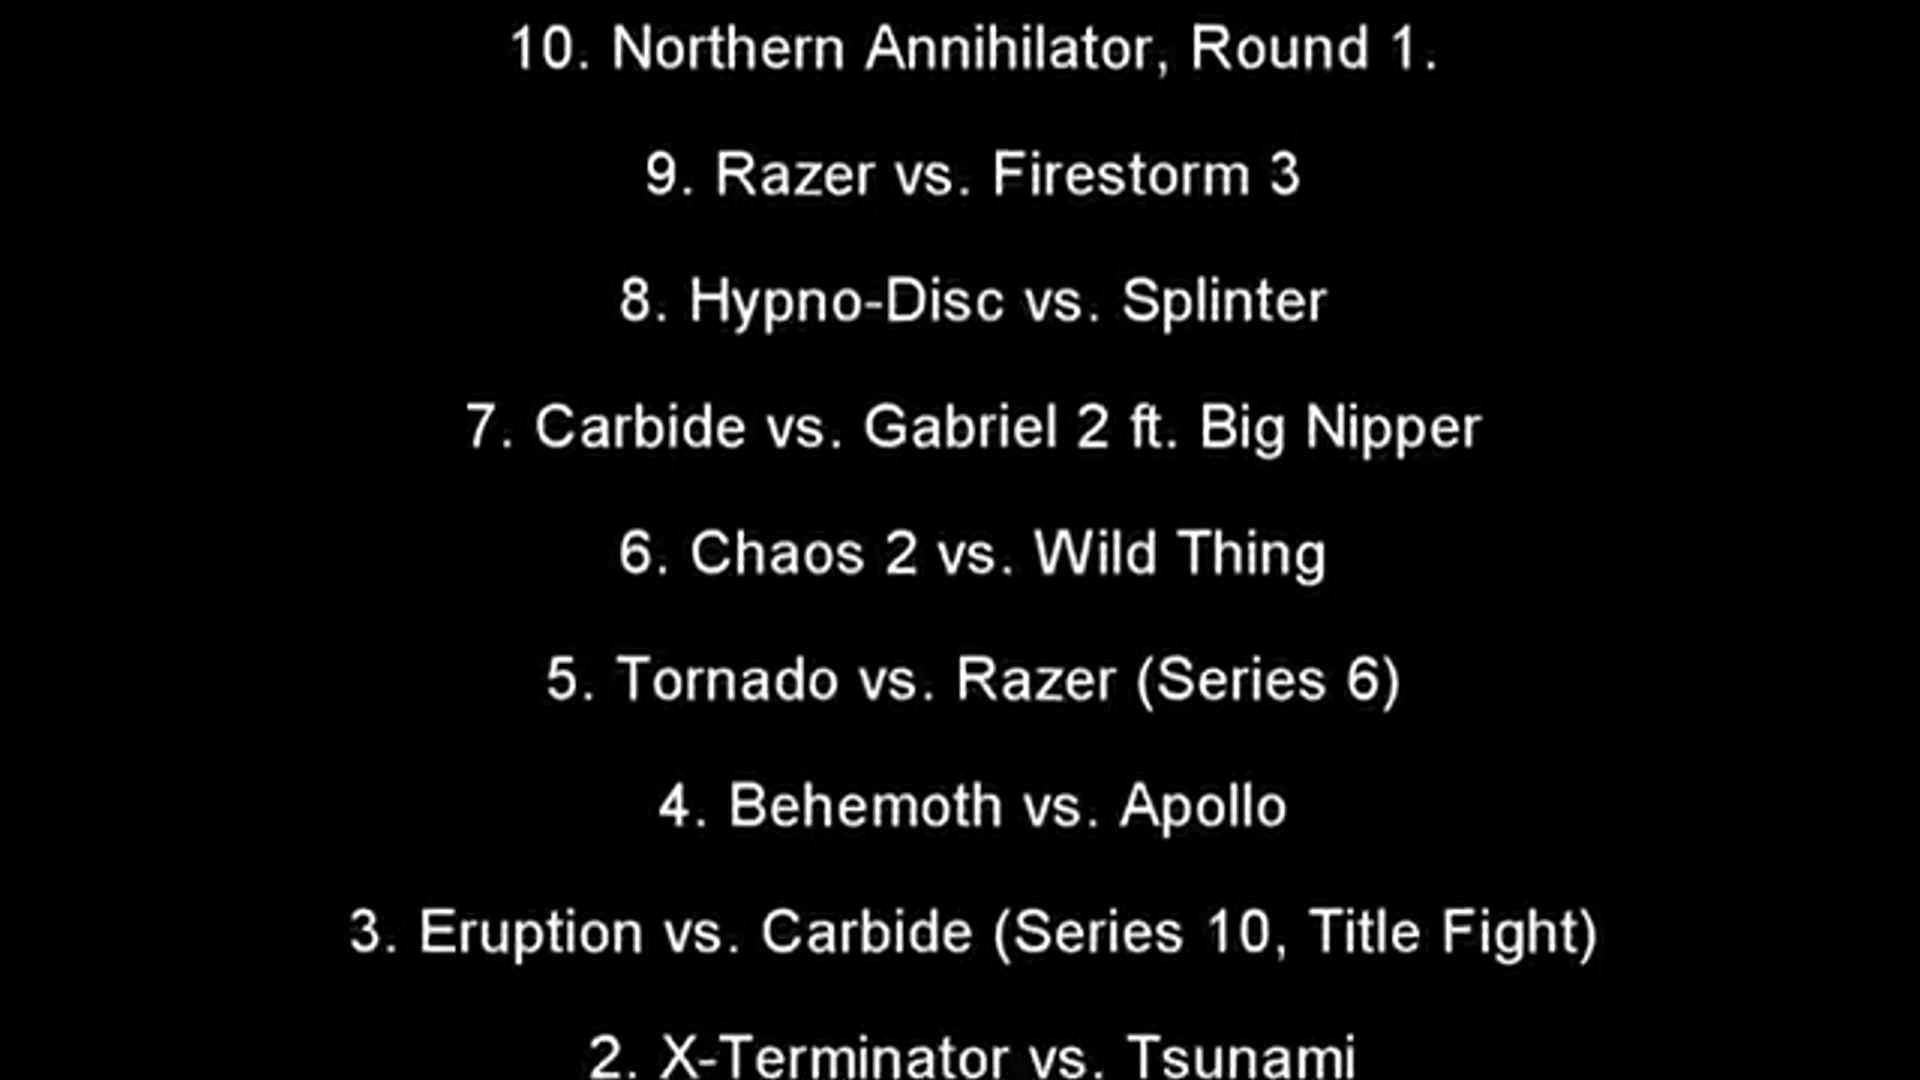 10. Northern Annihilator, Round 1.
9. Razer vs. Firestorm 3
8. Hypno-Disc vs. Splinter
7. Carbide vs. Gabriel 2 ft. Big Nipper
6. Chaos 2 vs. Wild Thing
5. Tornado vs. Razer (Series 6)
4. Behemoth vs. Apollo
3. Eruption vs. Carbide (Series 10, Title Fight)
2. X-Terminator vs. Tsunami